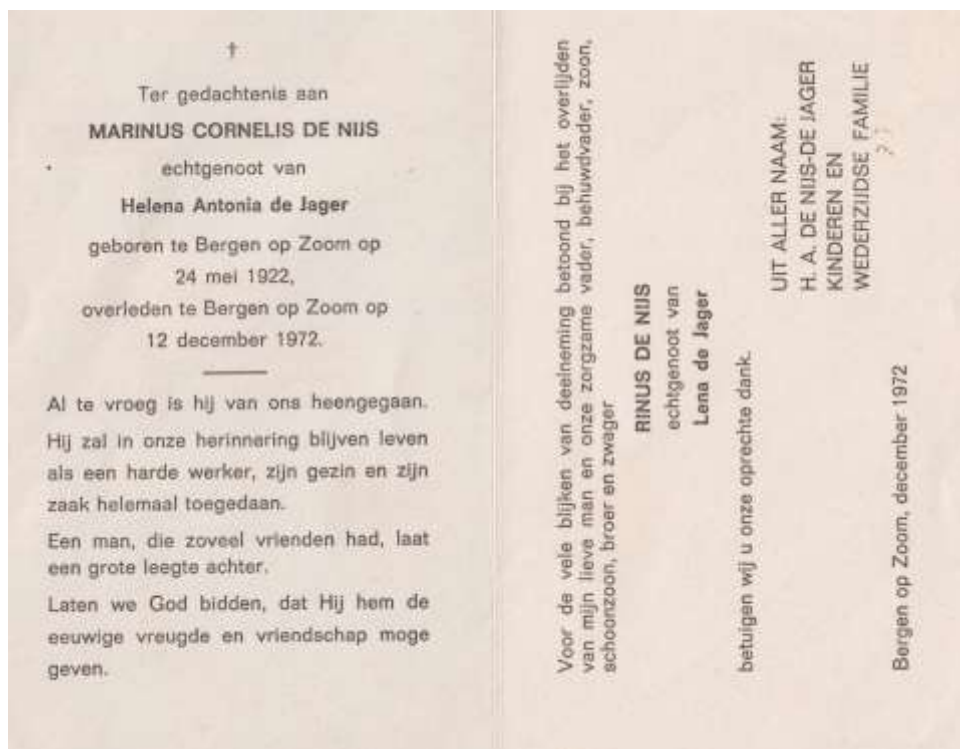 †
Ter gedachtenis aan
MARINUS CORNELIS DE NIJS
echtgenoot van
Helena Antonia de Jager
geboren te Bergen op Zoom op
24 mei 1922,
overleden te Bergen op Zoom op
12 december 1972.
Al te vroeg is hij van ons heengegaan.
Hij zal in onze herinnering blijven leven
als een harde werker, zijn gezin en zijn
zaak helemaal toegedaan.
Een man, die zoveel vrienden had, laat
een grote leegte achter.
Laten we God bidden, dat Hij hem de
eeuwige vreugde en vriendschap moge
geven.
Voor de vele blijken van deelneming betoond bij het overlijden
van mijn lieve man en onze zorgzame vader, behuwdvader, zoon,
schoonzoon, broer en zwager
RINUS DE NIJS
echtgenoot van
Lena de Jager
betuigen wij u onze oprechte dank.
UIT ALLER NAAM:
H. A. DE NIJS-DE JAGER
KINDEREN EN
WEDERZIJDSE FAMILIE
Bergen op Zoom, december 1972